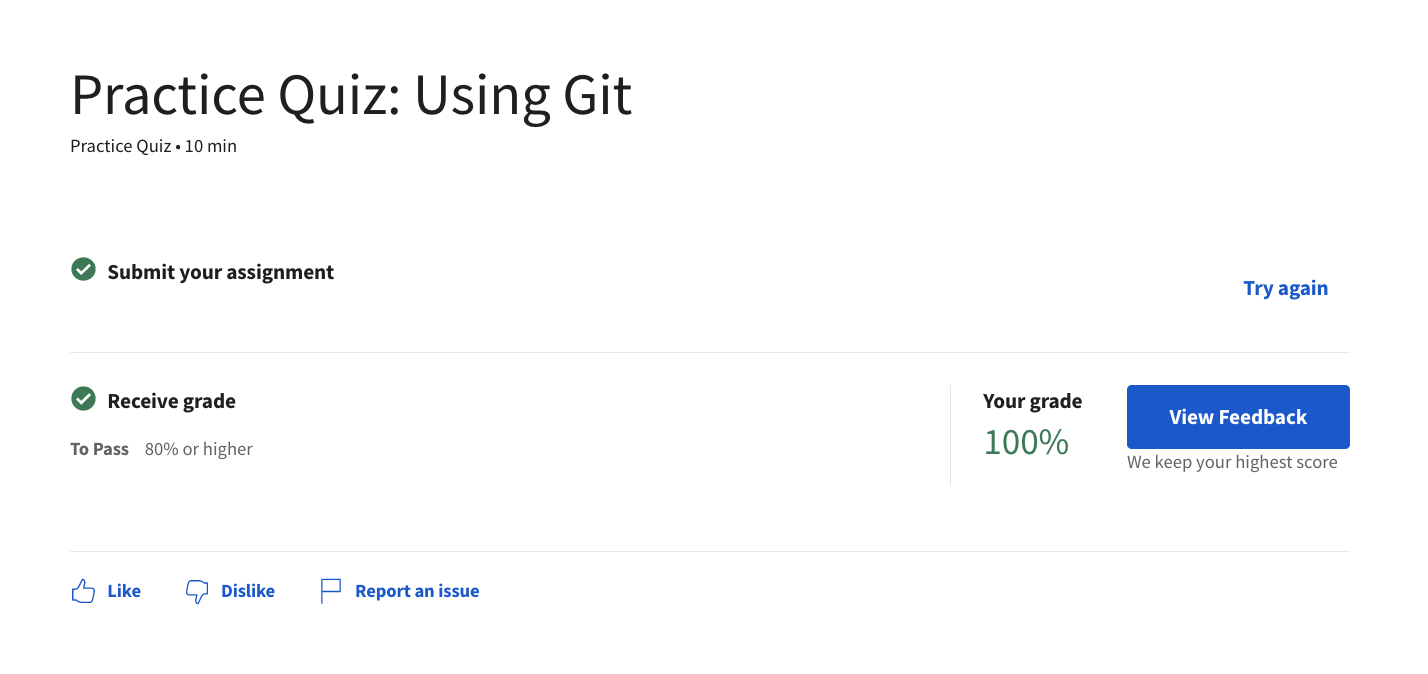 Practice Quiz: Using Git
Practice Quiz • 10 min
Submit your assignment
Try again
Receive grade
To Pass 80% or higher
Your grade
100%
View Feedback
We keep your highest score
Like Dislike Report an issue